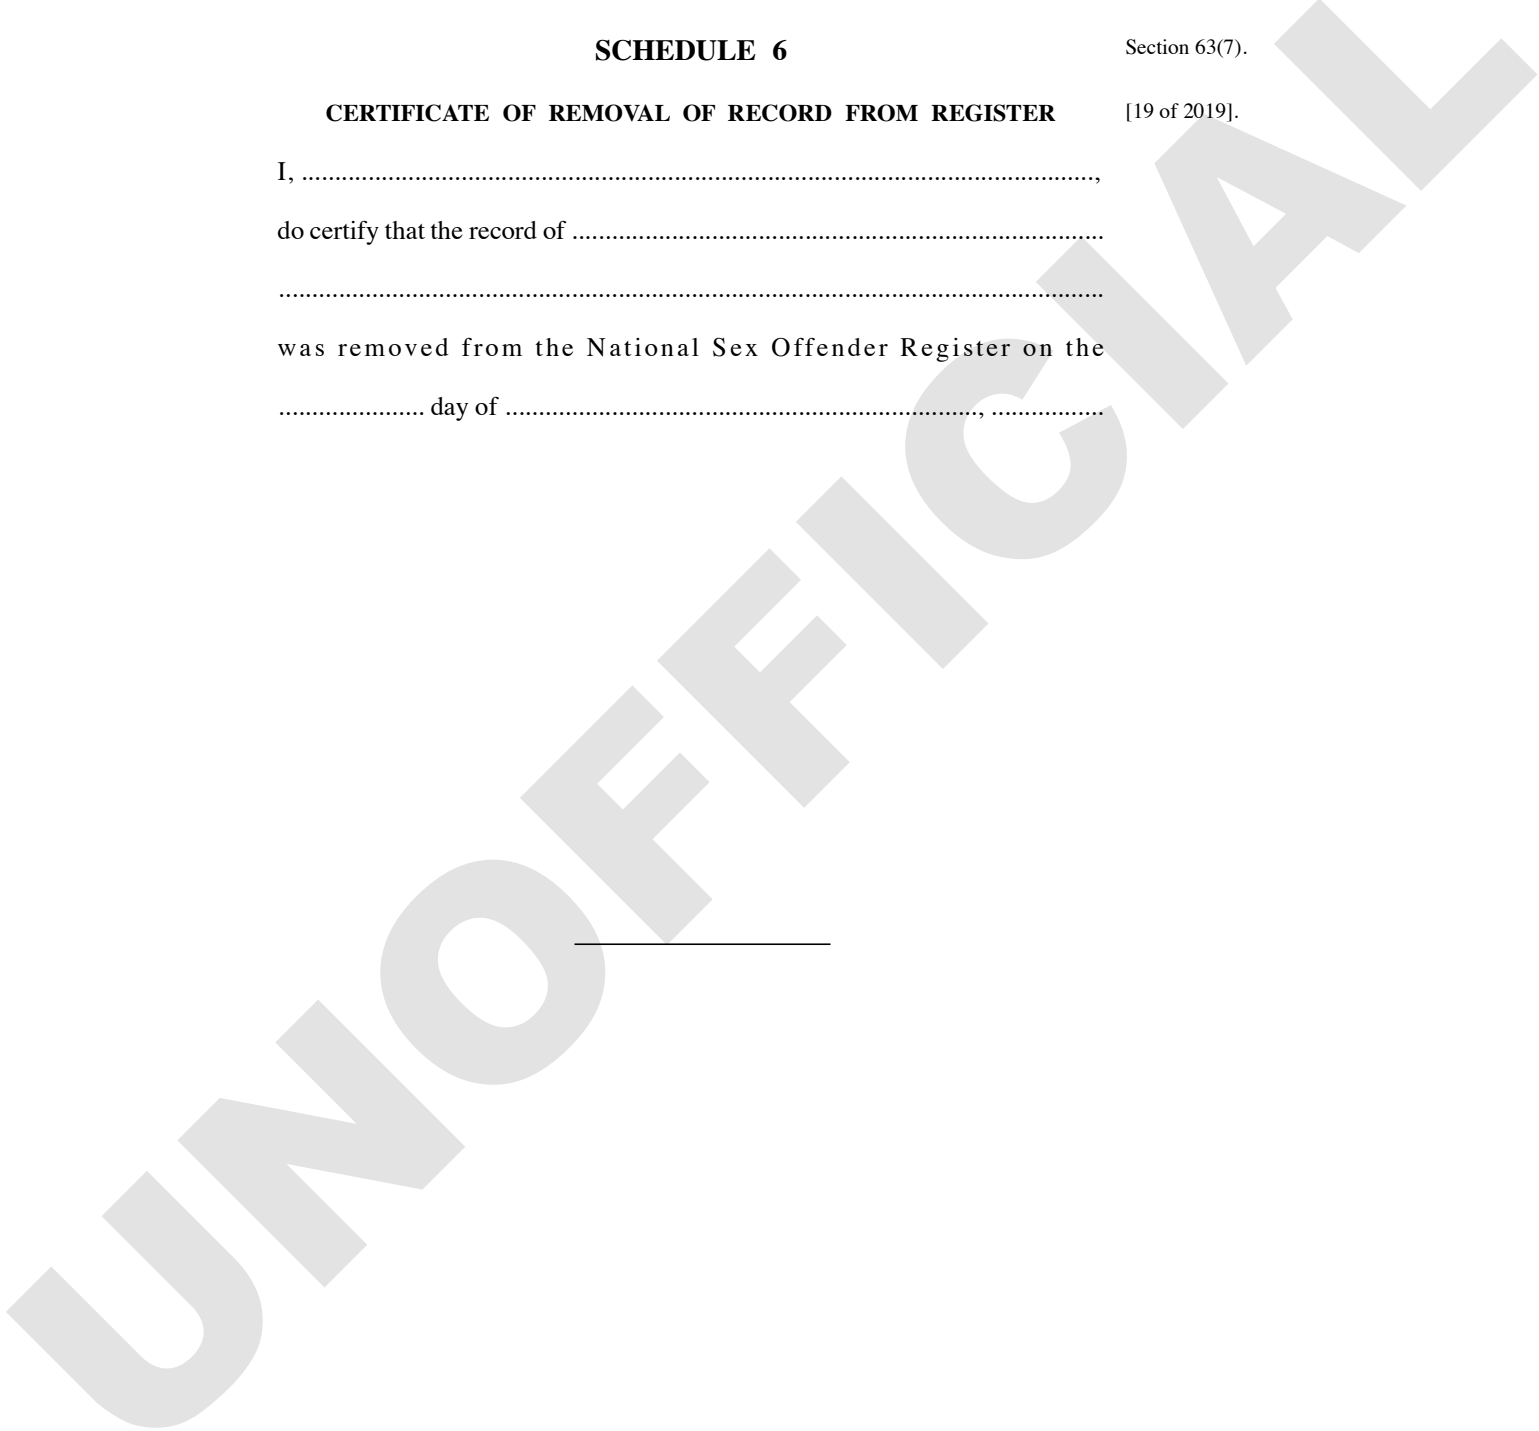 SCHEDULE 6
Section 63(7).
CERTIFICATE OF REMOVAL OF RECORD FROM REGISTER
[19 of 2019].
I, .......................................................................................................................,
do certify that the record of ................................................................................
............................................................................................................................
was removed from the National Sex Offender Register on the
...................... day of ......................................................................., .................
UNOFFICIAL